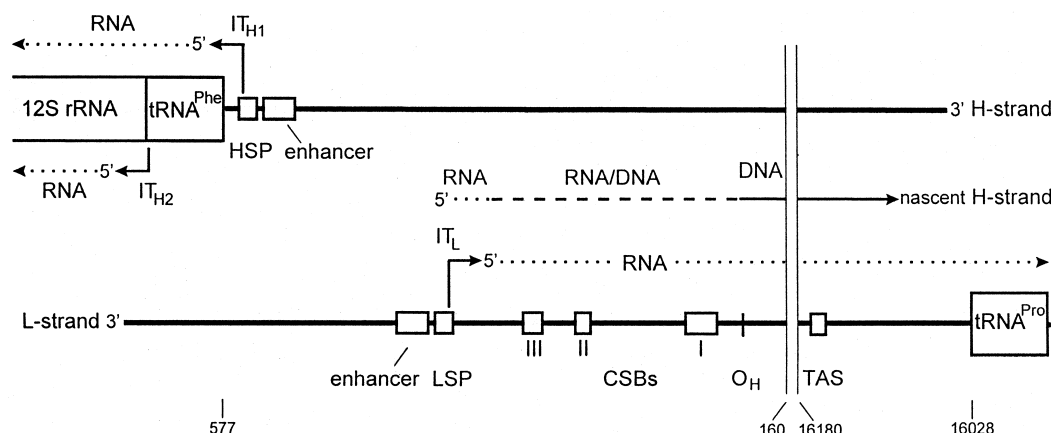 RNA 5' IT_H1
12S rRNA tRNA^Phe
3' H-strand
HSP enhancer
RNA 5' IT_H2
RNA RNA/DNA DNA
5' nascent H-strand
IT_L
5' RNA
L-strand 3'
tRNA^Pro
III II I
enhancer LSP CSBs O_H TAS
577 160 16180 16028